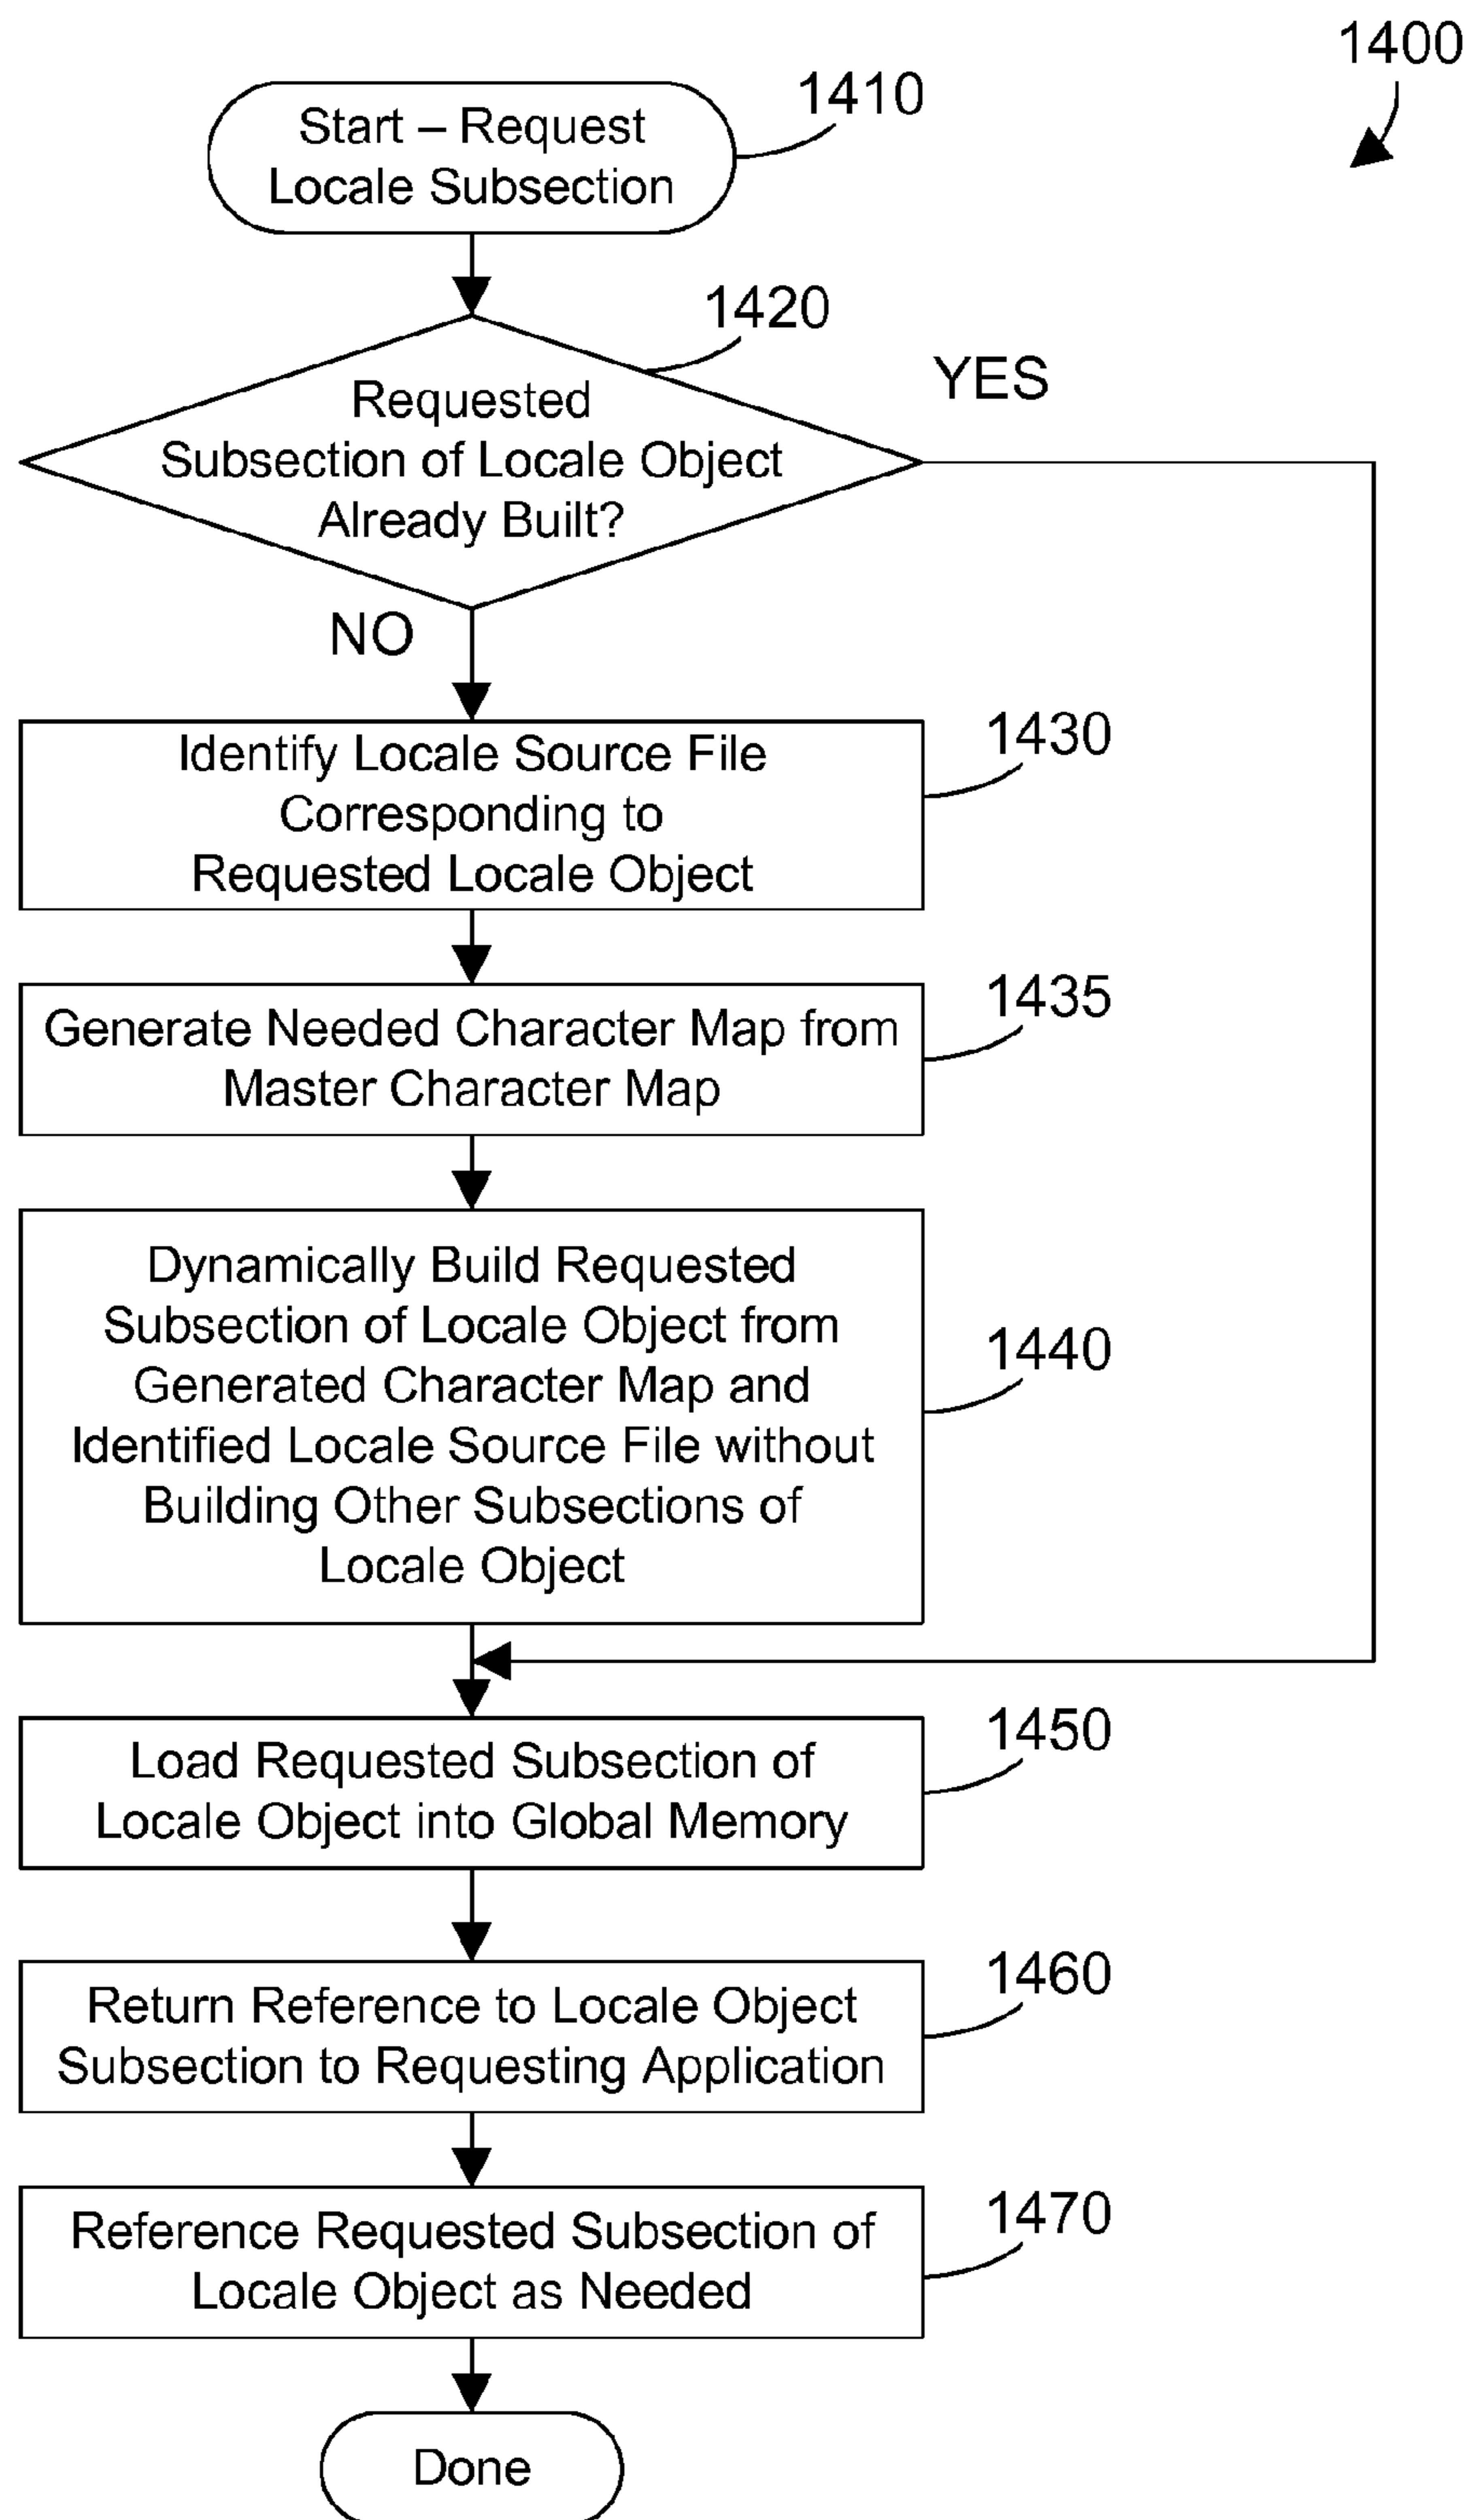 1400
1410
Start – Request
Locale Subsection
1420
YES
Requested
Subsection of Locale Object
Already Built?
NO
1430
Identify Locale Source File
Corresponding to
Requested Locale Object
1435
Generate Needed Character Map from
Master Character Map
1440
Dynamically Build Requested
Subsection of Locale Object from
Generated Character Map and
Identified Locale Source File without
Building Other Subsections of
Locale Object
1450
Load Requested Subsection of
Locale Object into Global Memory
1460
Return Reference to Locale Object
Subsection to Requesting Application
1470
Reference Requested Subsection of
Locale Object as Needed
Done